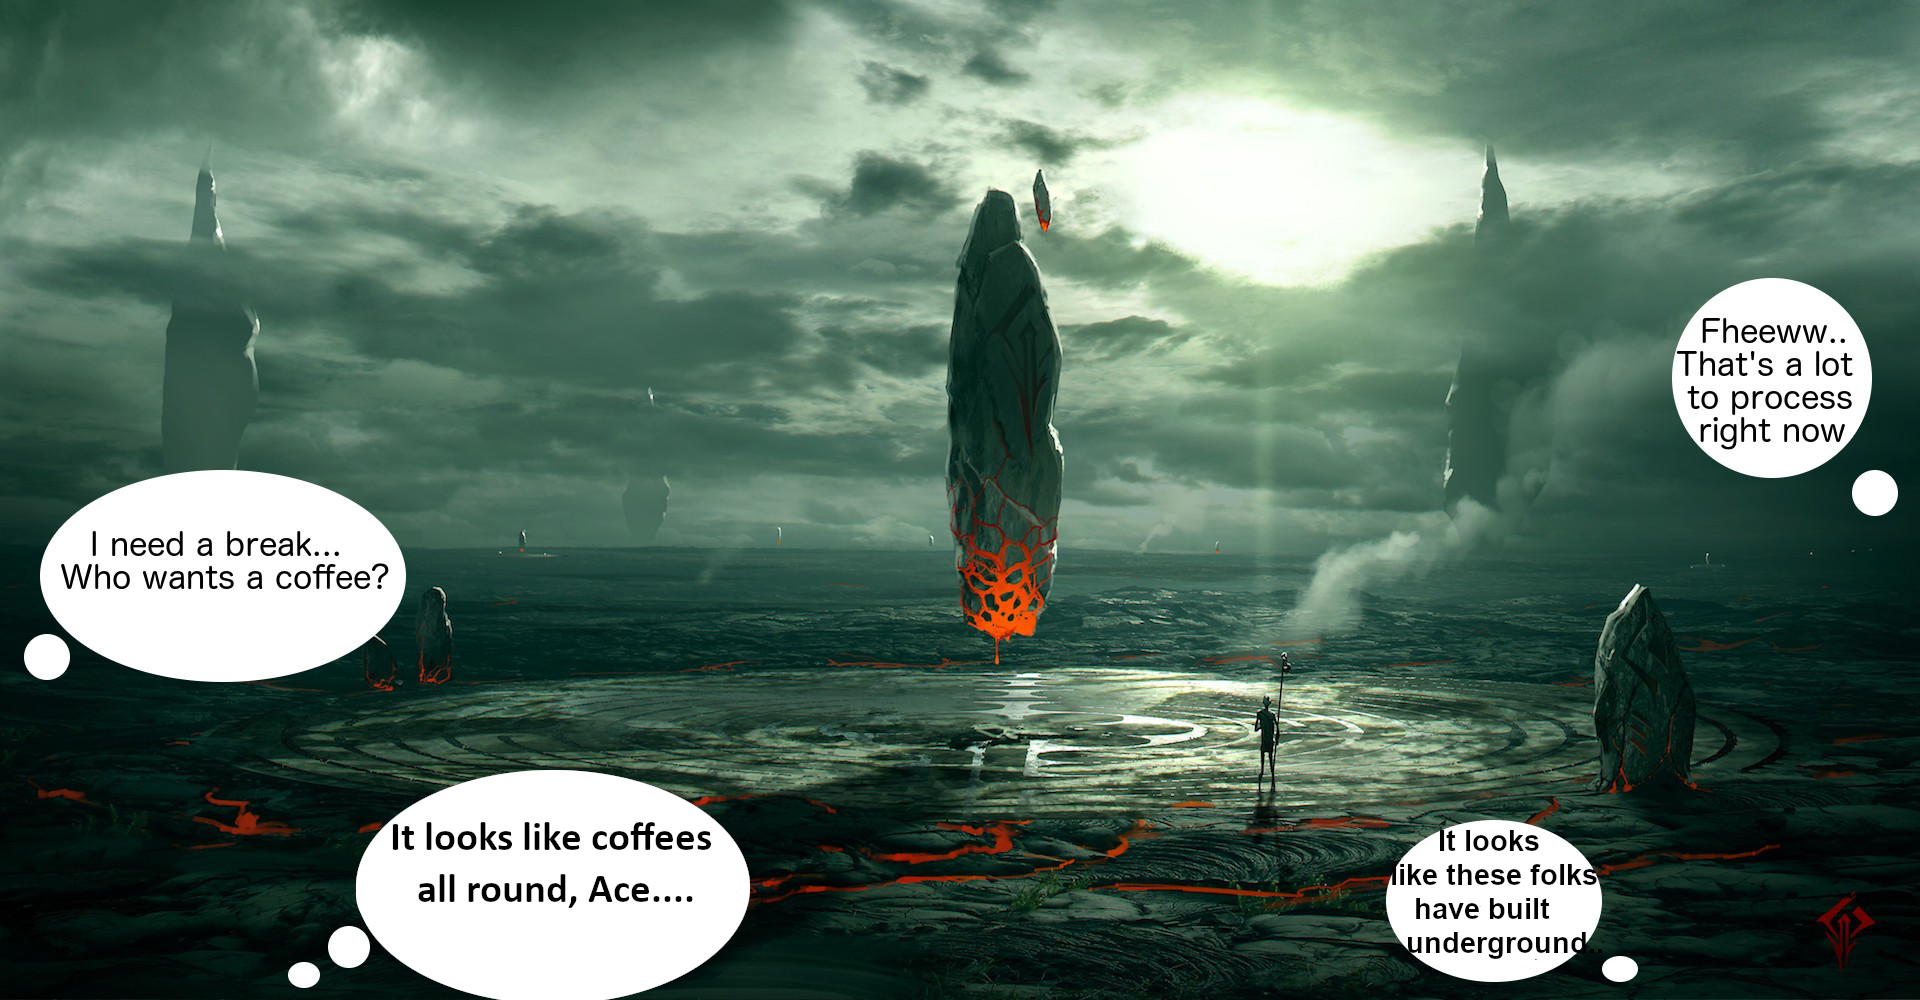 Fheeww..
That's a lot
to process
right now
I need a break...
Who wants a coffee?
It looks like coffees
all round, Ace....
It looks
like these folks
have built
underground..